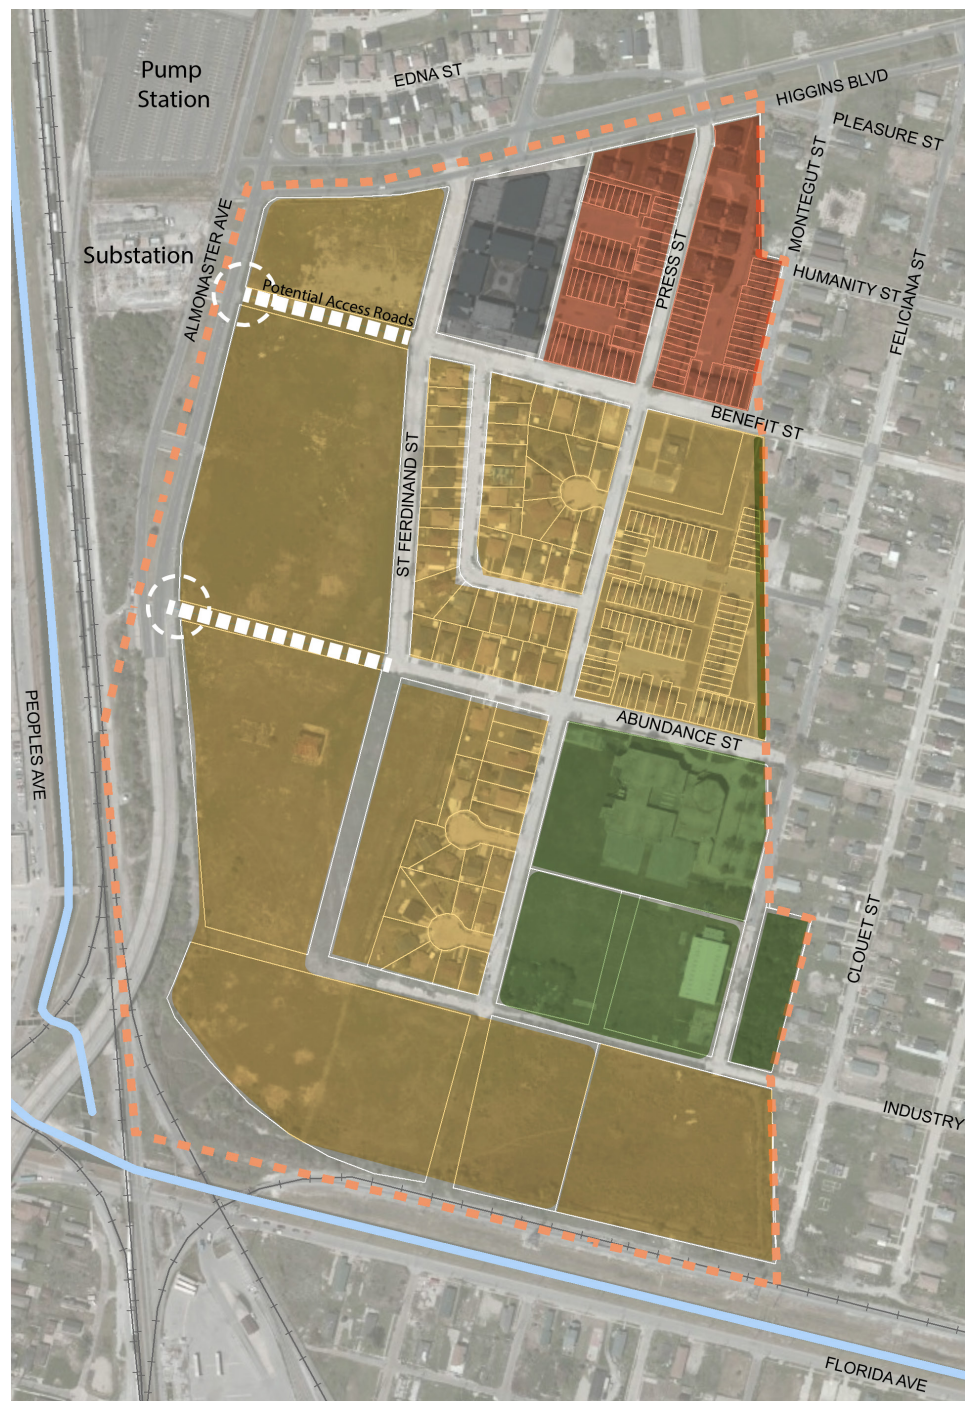 Pump
Station
EDNA ST
HIGGINS BLVD
PLEASURE ST
MONTEGUT ST
ALMONASTER AVE
Substation
PRESS ST
HUMANITY ST
FELICIANA ST
Potential Access Roads
BENEFIT ST
ST FERDINAND ST
PEOPLES AVE
ABUNDANCE ST
CLOUET ST
INDUSTRY
FLORIDA AVE